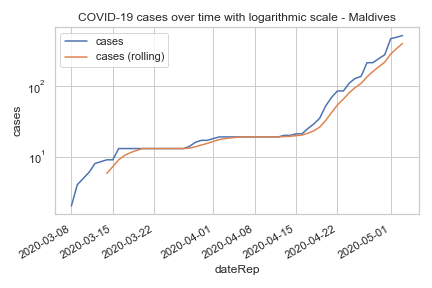 COVID-19 cases over time with logarithmic scale - Maldives
cases
cases (rolling)
cases
10²
10¹
2020-03-08
2020-03-15
2020-03-22
2020-04-01
2020-04-08
2020-04-15
2020-04-22
2020-05-01
dateRep